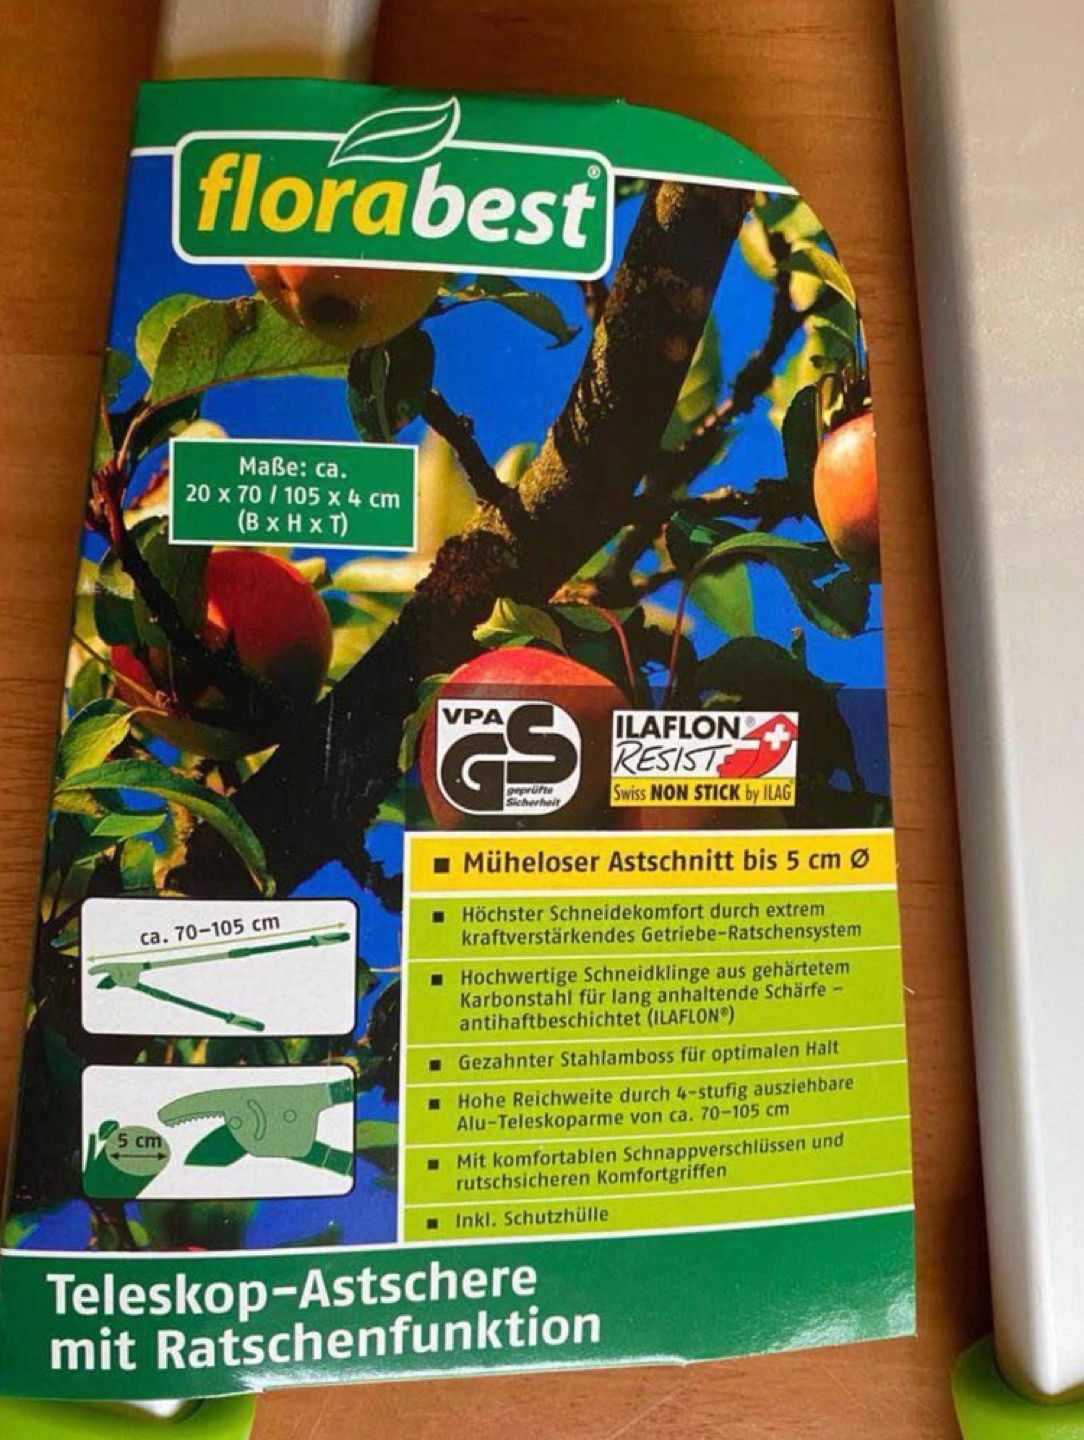 florabest®
Maße: ca.
20 x 70 / 105 x 4 cm
(B x H x T)
VPA
GS
geprüfte
Sicherheit
ILAFLON®
RESIST
Swiss NON STICK by ILAG
■ Müheloser Astschnitt bis 5 cm Ø
■ Höchster Schneidekomfort durch extrem
kraftverstärkendes Getriebe-Ratschensystem
■ Hochwertige Schneidklinge aus gehärtetem
Karbonstahl für lang anhaltende Schärfe –
antihaftbeschichtet (ILAFLON®)
■ Gezahnter Stahlamboss für optimalen Halt
■ Hohe Reichweite durch 4-stufig ausziehbare
Alu-Teleskoparme von ca. 70–105 cm
■ Mit komfortablen Schnappverschlüssen und
rutschsicheren Komfortgriffen
■ Inkl. Schutzhülle
ca. 70–105 cm
5 cm
Teleskop-Astschere
mit Ratschenfunktion